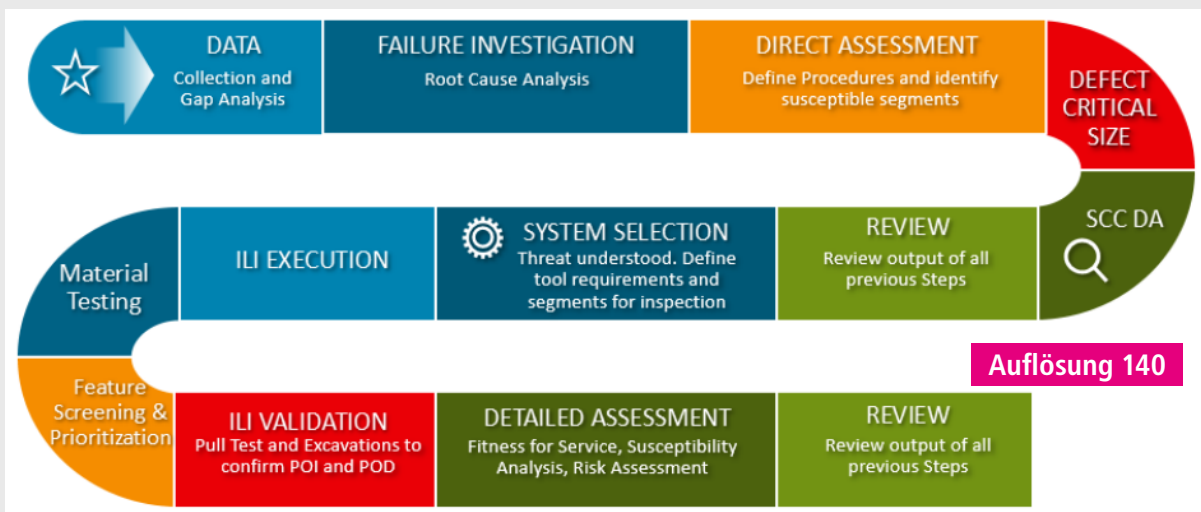 DATA
Collection and
Gap Analysis
FAILURE INVESTIGATION
Root Cause Analysis
DIRECT ASSESSMENT
Define Procedures and identify
susceptible segments
DEFECT
CRITICAL
SIZE
SCC DA
REVIEW
Review output of all
previous Steps
SYSTEM SELECTION
Threat understood. Define
tool requirements and
segments for inspection
ILI EXECUTION
Material
Testing
Feature
Screening &
Prioritization
ILI VALIDATION
Pull Test and Excavations to
confirm POI and POD
DETAILED ASSESSMENT
Fitness for Service, Susceptibility
Analysis, Risk Assessment
REVIEW
Review output of all
previous Steps
Auflösung 140